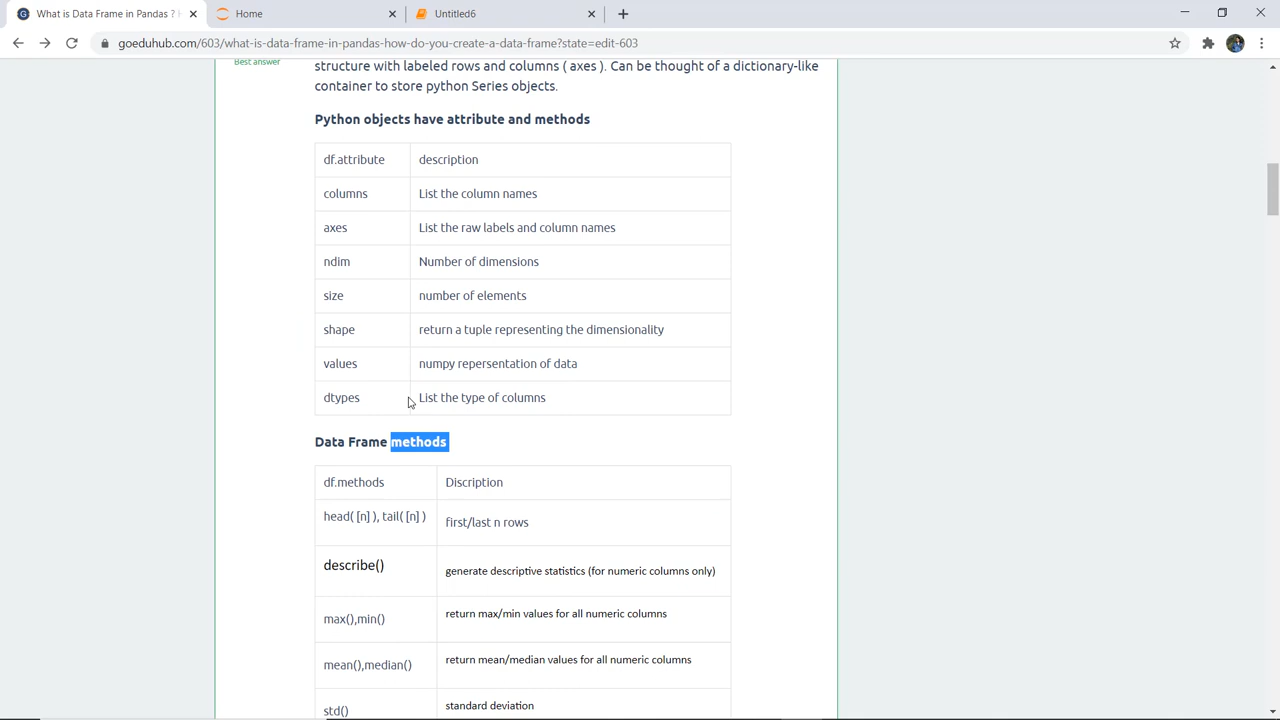 What is Data Frame in Pandas ?
Home
Untitled6
goeduhub.com/603/what-is-data-frame-in-pandas-how-do-you-create-a-data-frame?state=edit-603
Best answer
structure with labeled rows and columns ( axes ). Can be thought of a dictionary-like
container to store python Series objects.
Python objects have attribute and methods
df.attribute description
columns List the column names
axes List the raw labels and column names
ndim Number of dimensions
size number of elements
shape return a tuple representing the dimensionality
values numpy repersentation of data
dtypes List the type of columns
Data Frame methods
df.methods Discription
head( [n] ), tail( [n] ) first/last n rows
describe() generate descriptive statistics (for numeric columns only)
max(),min() return max/min values for all numeric columns
mean(),median() return mean/median values for all numeric columns
std() standard deviation